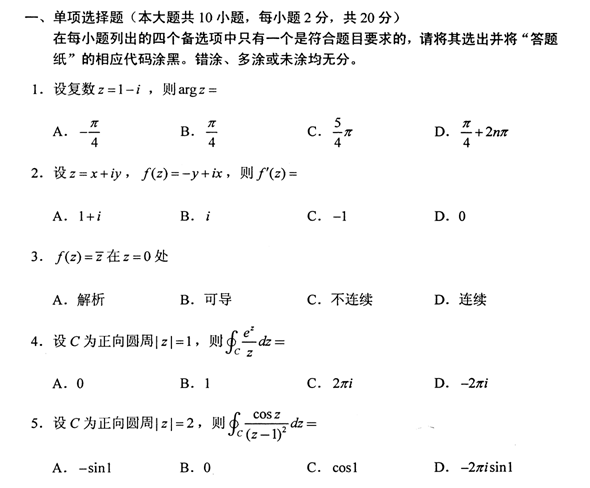 一、单项选择题（本大题共 10 小题，每小题 2 分，共 20 分）
在每小题列出的四个备选项中只有一个是符合题目要求的，请将其选出并将“答题
纸”的相应代码涂黑。错涂、多涂或未涂均无分。
1．设复数 z=1−i ，则 arg z =
A．−π/4 B．π/4 C．5/4 π D．π/4+2nπ
2．设 z=x+iy，f(z)=−y+ix，则 f′(z)=
A．1+i B．i C．−1 D．0
3．f(z)=z̅ 在 z=0 处
A．解析 B．可导 C．不连续 D．连续
4．设 C 为正向圆周|z|=1，则 ∮_C e^z/z dz=
A．0 B．1 C．2πi D．−2πi
5．设 C 为正向圆周|z|=2，则 ∮_C cos z/(z−1)² dz=
A．−sin1 B．0 C．cos1 D．−2πi sin1